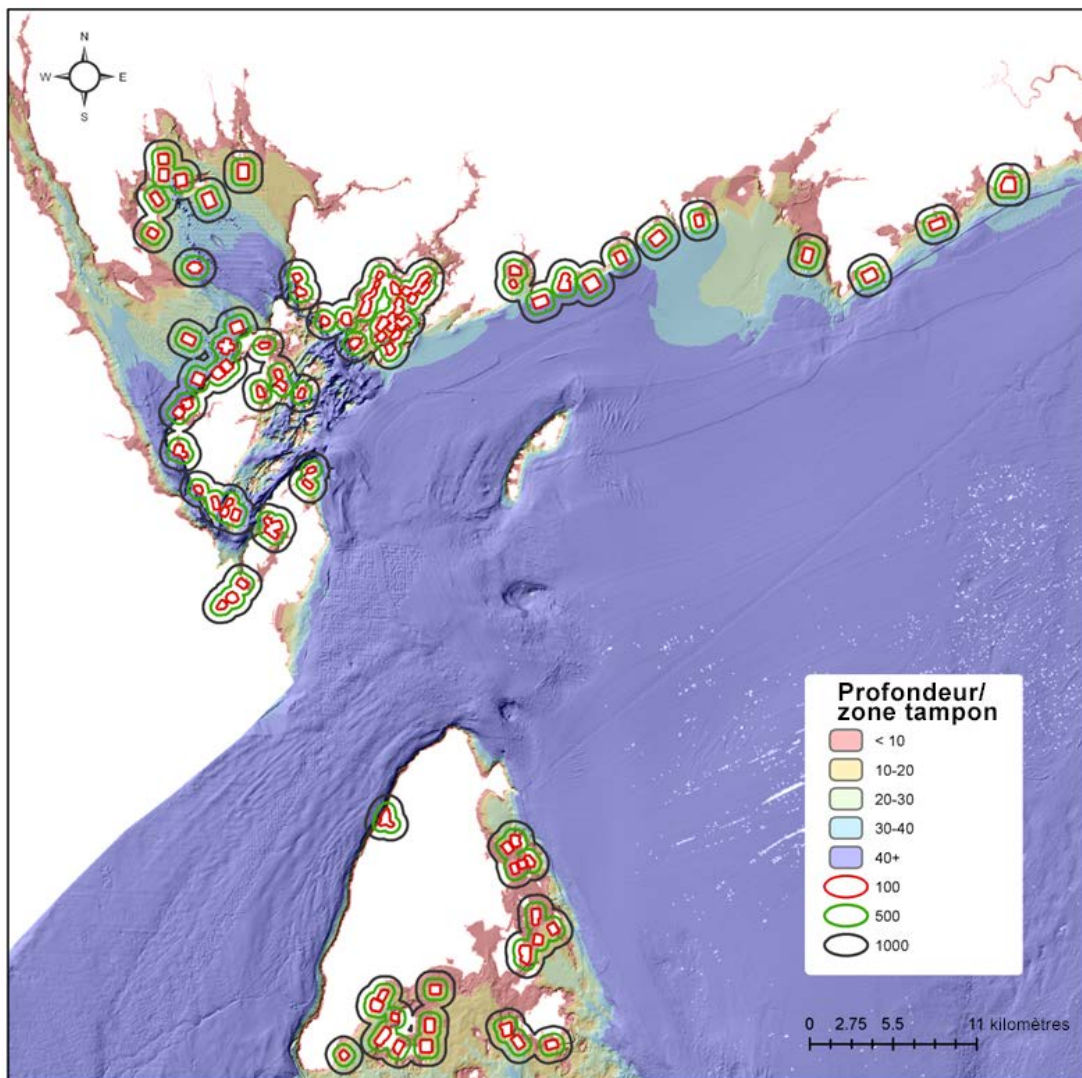 N
W E
S
Profondeur/
zone tampon
< 10
10-20
20-30
30-40
40+
100
500
1000
0 2.75 5.5 11 kilomètres